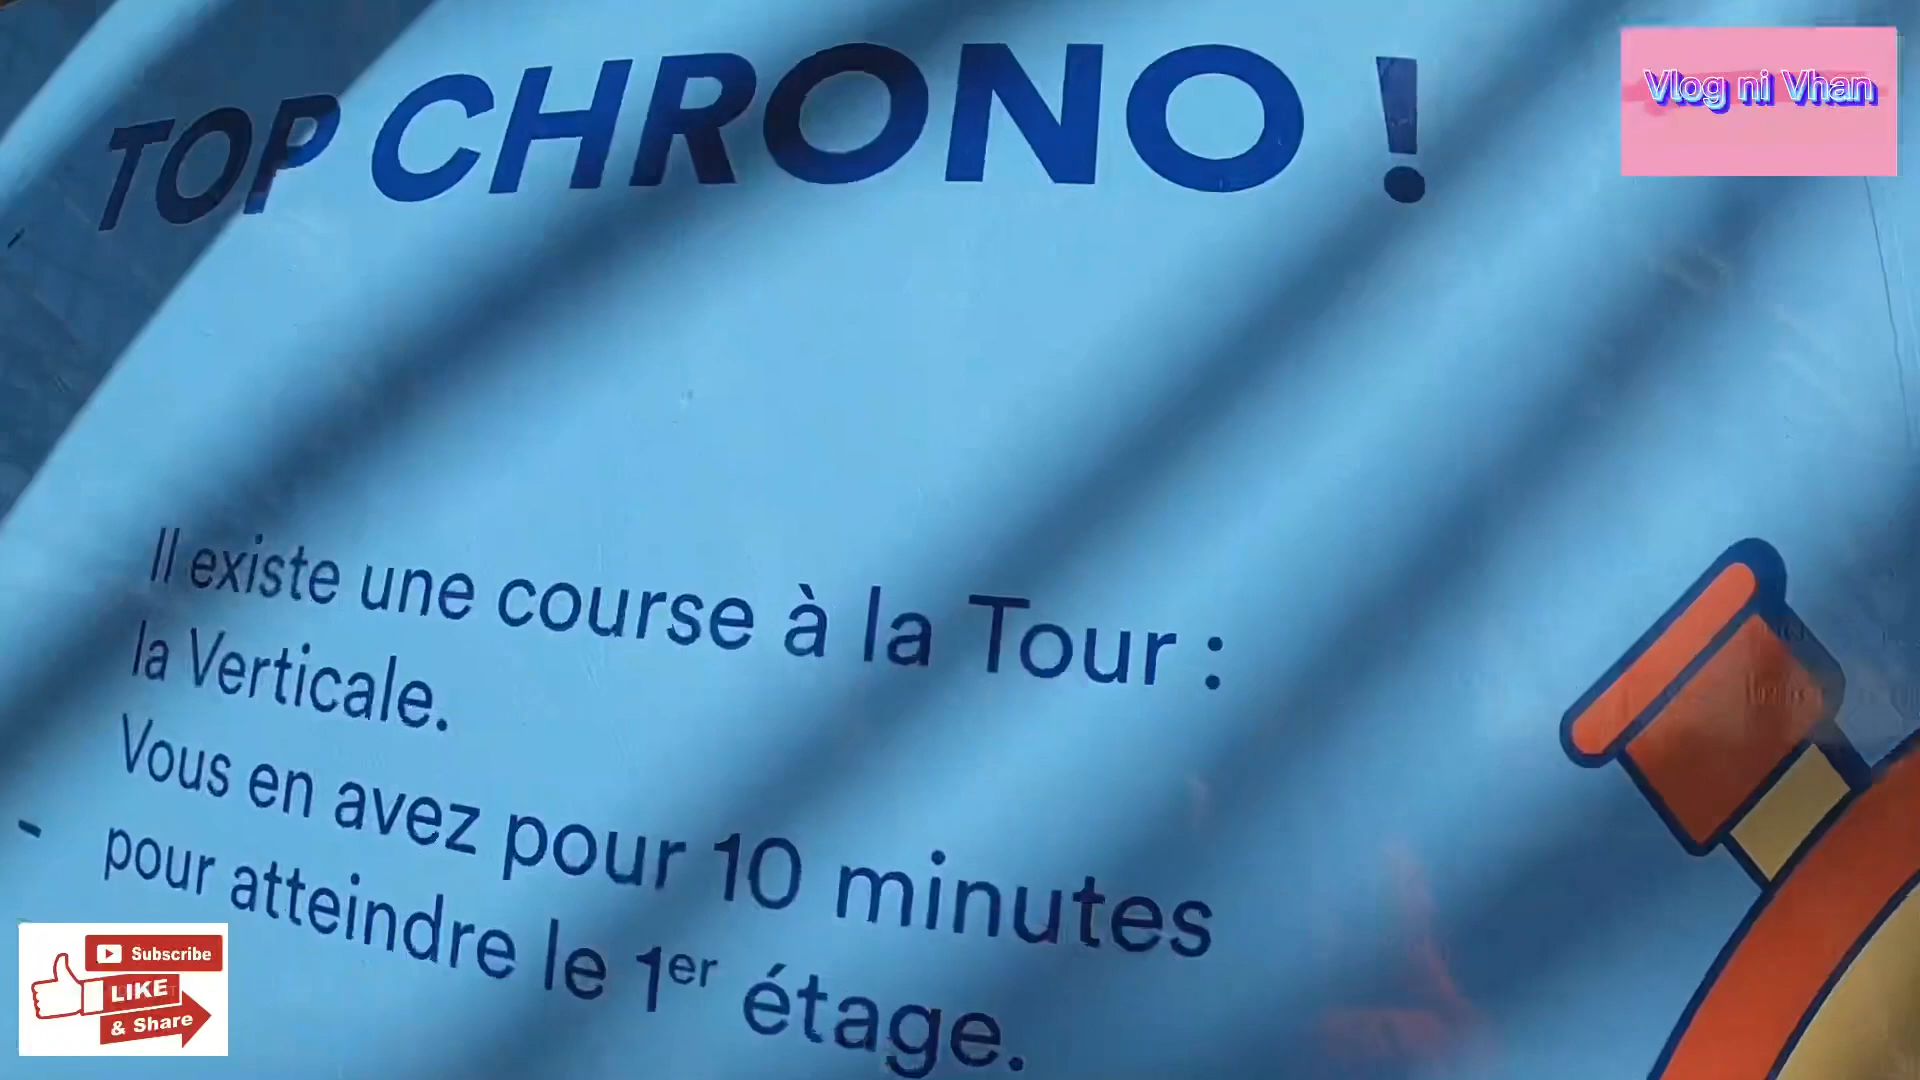 TOP CHRONO !
Vlog ni Vhan
Il existe une course à la Tour :
la Verticale.
Vous en avez pour 10 minutes
- pour atteindre le 1er étage.
Subscribe
LIKE
& Share